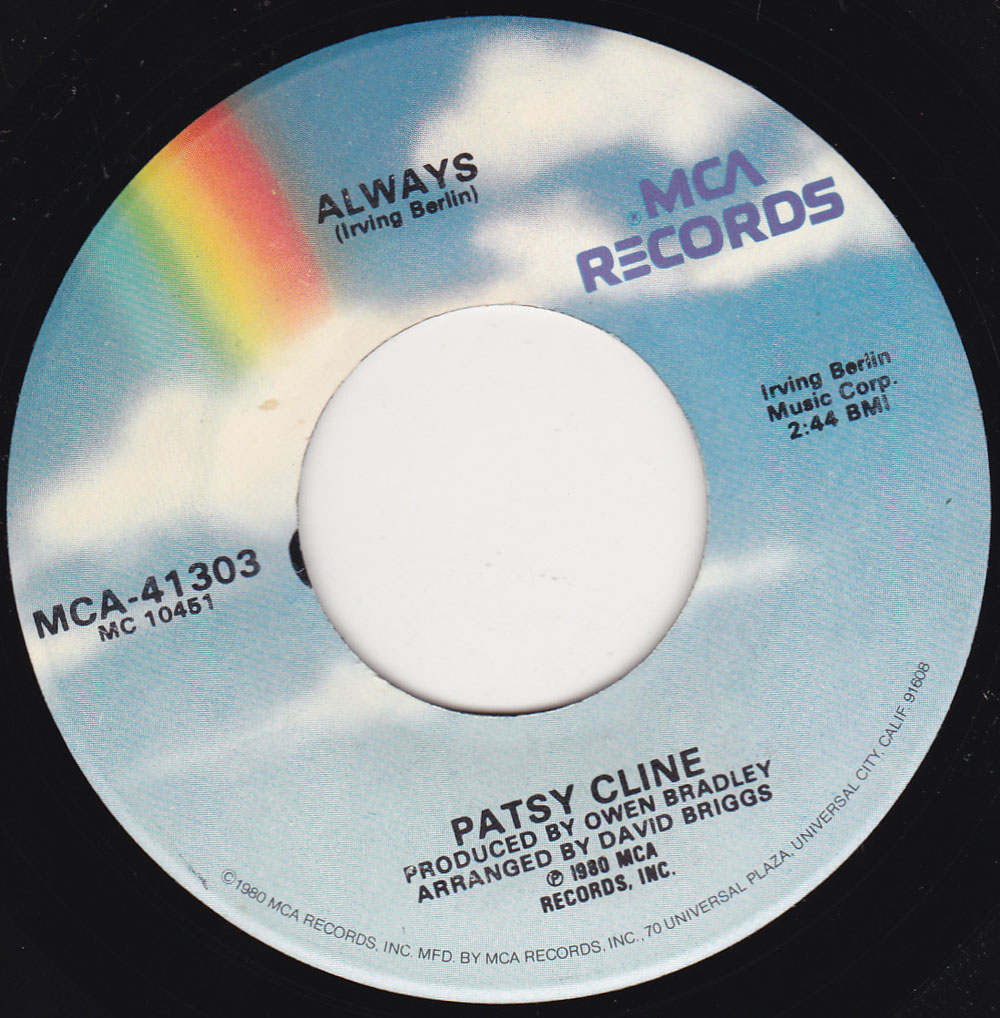 ALWAYS
(Irving Berlin)
® MCA
RECORDS
Irving Berlin
Music Corp.
2:44 BMI
MCA-41303
MC 10451
PATSY CLINE
PRODUCED BY OWEN BRADLEY
ARRANGED BY DAVID BRIGGS
℗ 1980 MCA
RECORDS, INC.
©1980 MCA RECORDS, INC. MFD. BY MCA RECORDS, INC., 70 UNIVERSAL PLAZA, UNIVERSAL CITY, CALIF. 91608